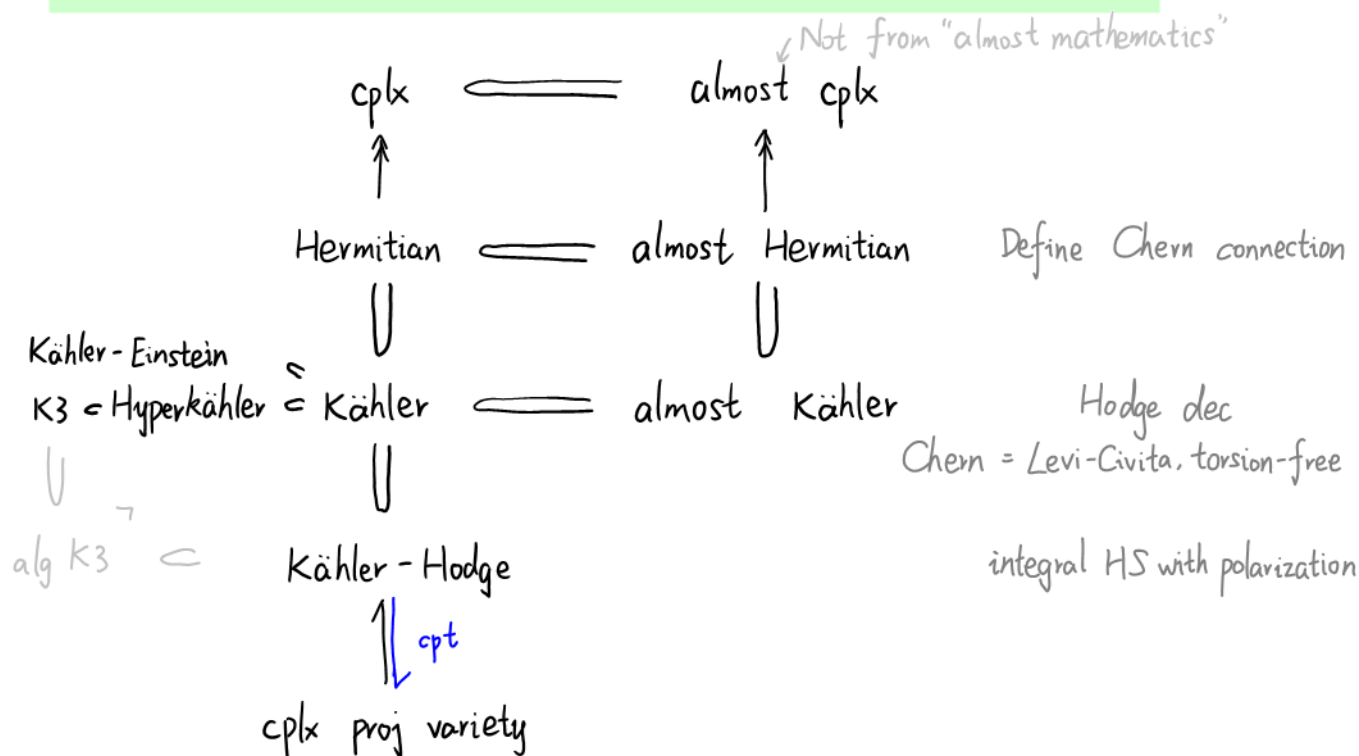 Not from "almost mathematics"
cplx almost cplx
Hermitian almost Hermitian Define Chern connection
Kähler-Einstein
K3 ⊂ Hyperkähler ⊂ Kähler almost Kähler Hodge dec
Chern = Levi-Civita, torsion-free
alg K3 ⊂ Kähler-Hodge integral HS with polarization
cpt
cplx proj variety